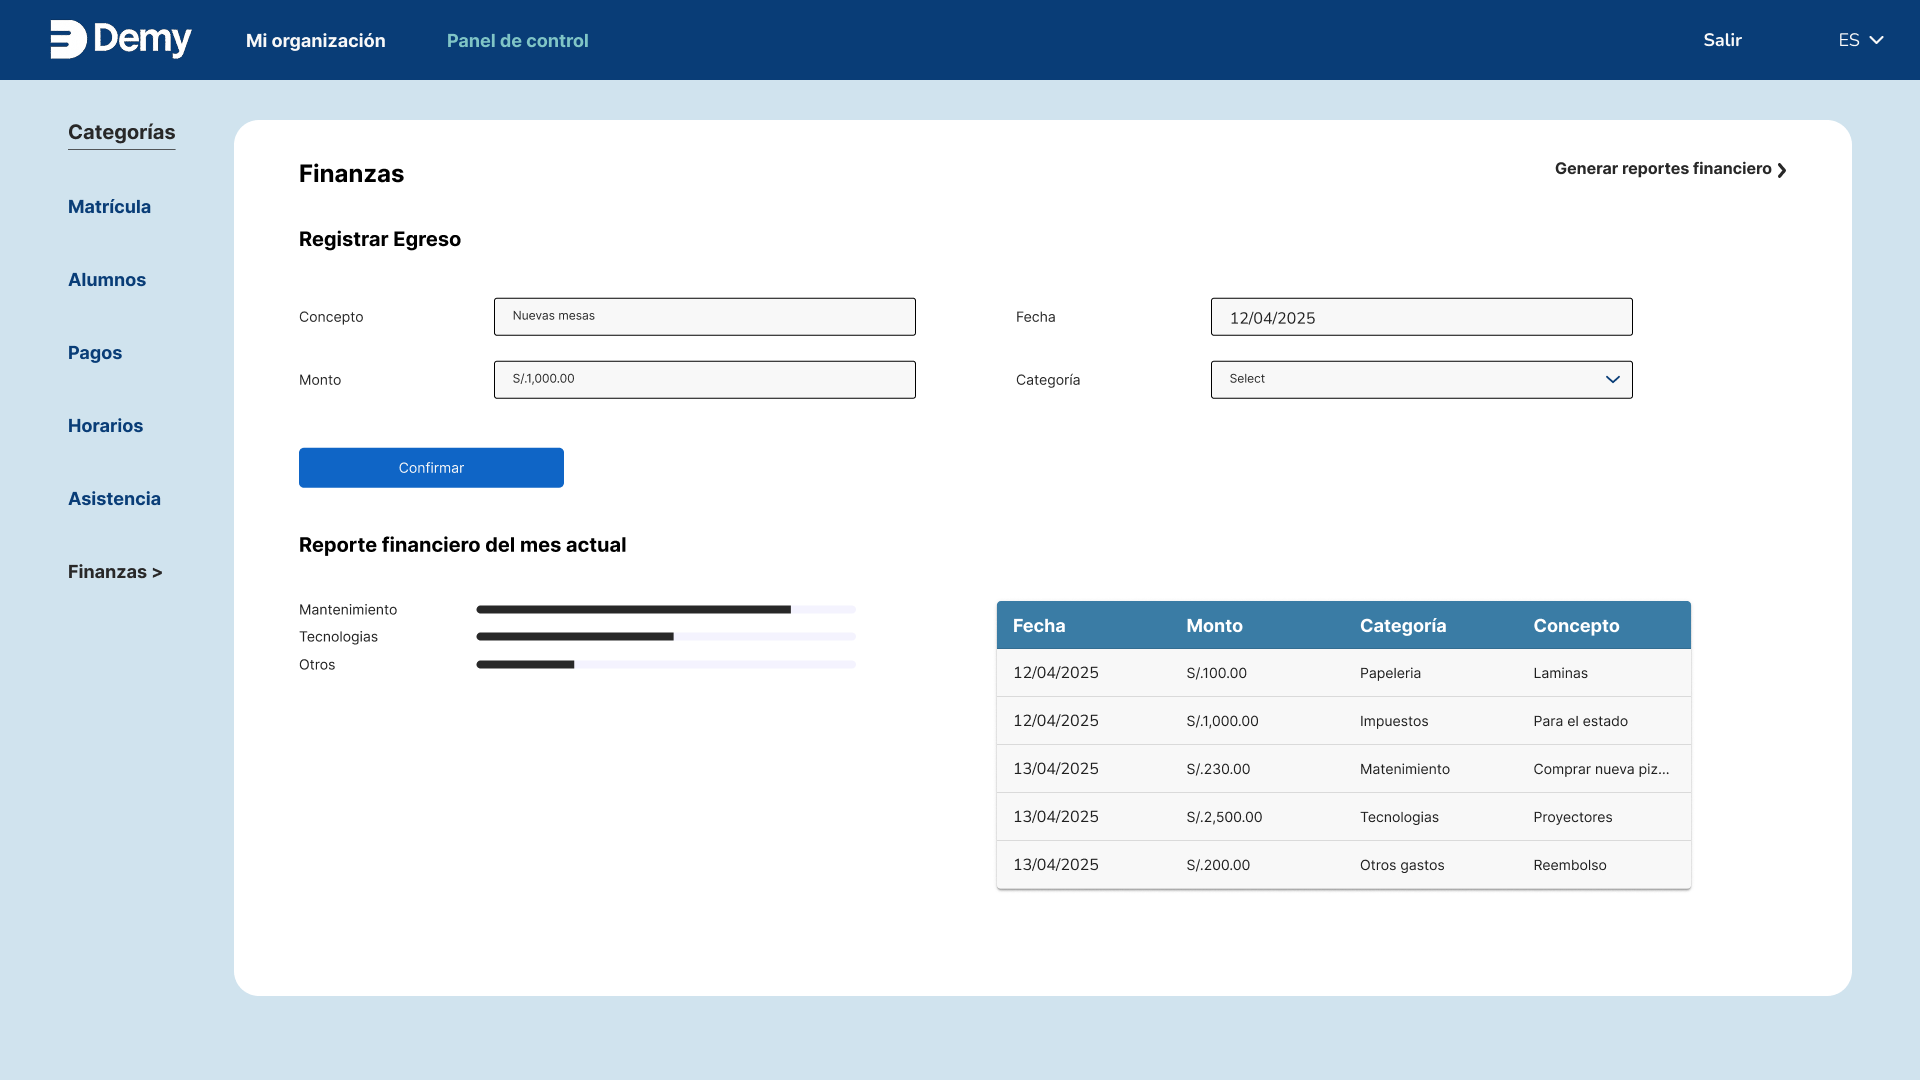 Demy
Mi organización
Panel de control
Salir
ES
Categorías
Matrícula
Alumnos
Pagos
Horarios
Asistencia
Finanzas >
Finanzas
Generar reportes financiero
Registrar Egreso
Concepto
Nuevas mesas
Fecha
12/04/2025
Monto
S/.1,000.00
Categoría
Select
Confirmar
Reporte financiero del mes actual
Mantenimiento
Tecnologias
Otros
Fecha Monto Categoría Concepto
12/04/2025 S/.100.00 Papeleria Laminas
12/04/2025 S/.1,000.00 Impuestos Para el estado
13/04/2025 S/.230.00 Matenimiento Comprar nueva piz...
13/04/2025 S/.2,500.00 Tecnologias Proyectores
13/04/2025 S/.200.00 Otros gastos Reembolso